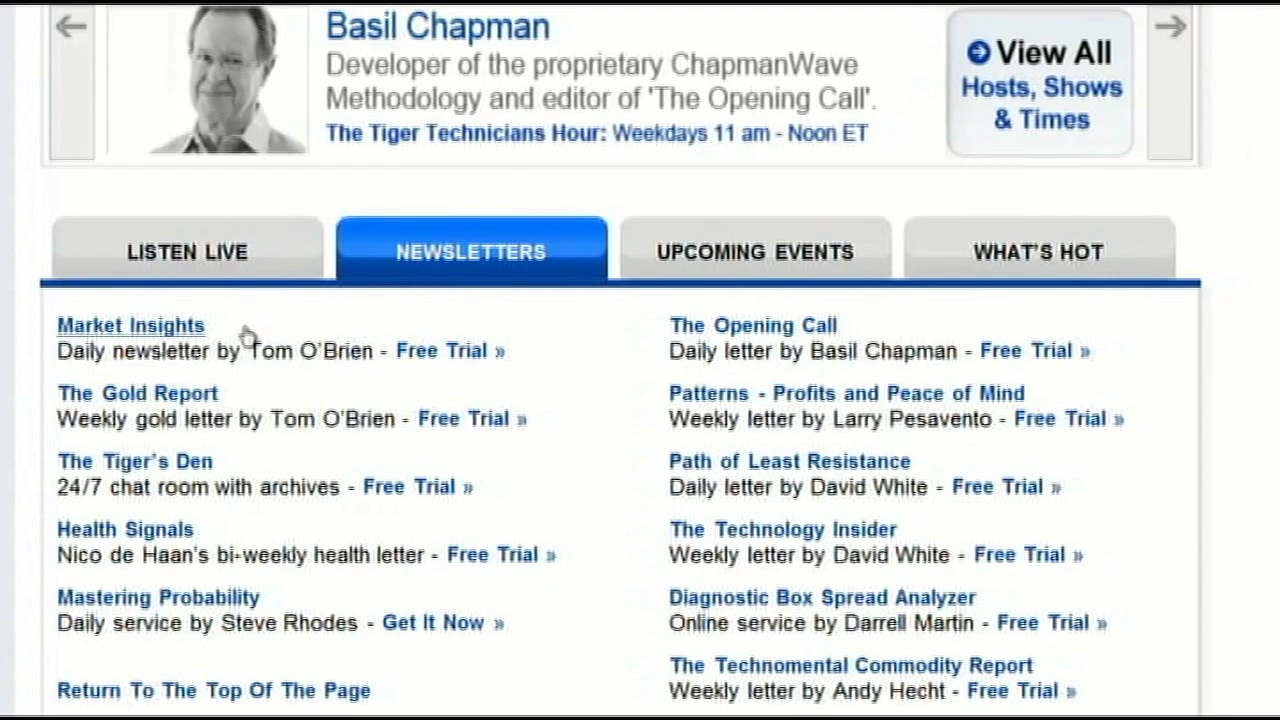 Basil Chapman
Developer of the proprietary ChapmanWave
Methodology and editor of 'The Opening Call'.
The Tiger Technicians Hour: Weekdays 11 am - Noon ET
View All
Hosts, Shows
& Times
LISTEN LIVE
NEWSLETTERS
UPCOMING EVENTS
WHAT'S HOT
Market Insights
Daily newsletter by Tom O'Brien - Free Trial »
The Gold Report
Weekly gold letter by Tom O'Brien - Free Trial »
The Tiger's Den
24/7 chat room with archives - Free Trial »
Health Signals
Nico de Haan's bi-weekly health letter - Free Trial »
Mastering Probability
Daily service by Steve Rhodes - Get It Now »
Return To The Top Of The Page
The Opening Call
Daily letter by Basil Chapman - Free Trial »
Patterns - Profits and Peace of Mind
Weekly letter by Larry Pesavento - Free Trial »
Path of Least Resistance
Daily letter by David White - Free Trial »
The Technology Insider
Weekly letter by David White - Free Trial »
Diagnostic Box Spread Analyzer
Online service by Darrell Martin - Free Trial »
The Technomental Commodity Report
Weekly letter by Andy Hecht - Free Trial »